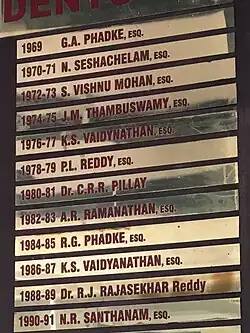 DENTS
1969 G.A. PHADKE, ESQ.
1970-71 N. SESHACHELAM, ESQ.
1972-73 S. VISHNU MOHAN, ESQ.
1974-75 J.M. THAMBUSWAMY, ESQ.
1976-77 K.S. VAIDYNATHAN, ESQ.
1978-79 P.L. REDDY, ESQ.
1980-81 Dr. C.R.R. PILLAY
1982-83 A.R. RAMANATHAN, ESQ.
1984-85 R.G. PHADKE, ESQ.
1986-87 K.S. VAIDYANATHAN, ESQ.
1988-89 Dr. R.J. RAJASEKHAR Reddy
1990-91 N.R. SANTHANAM, ESQ.